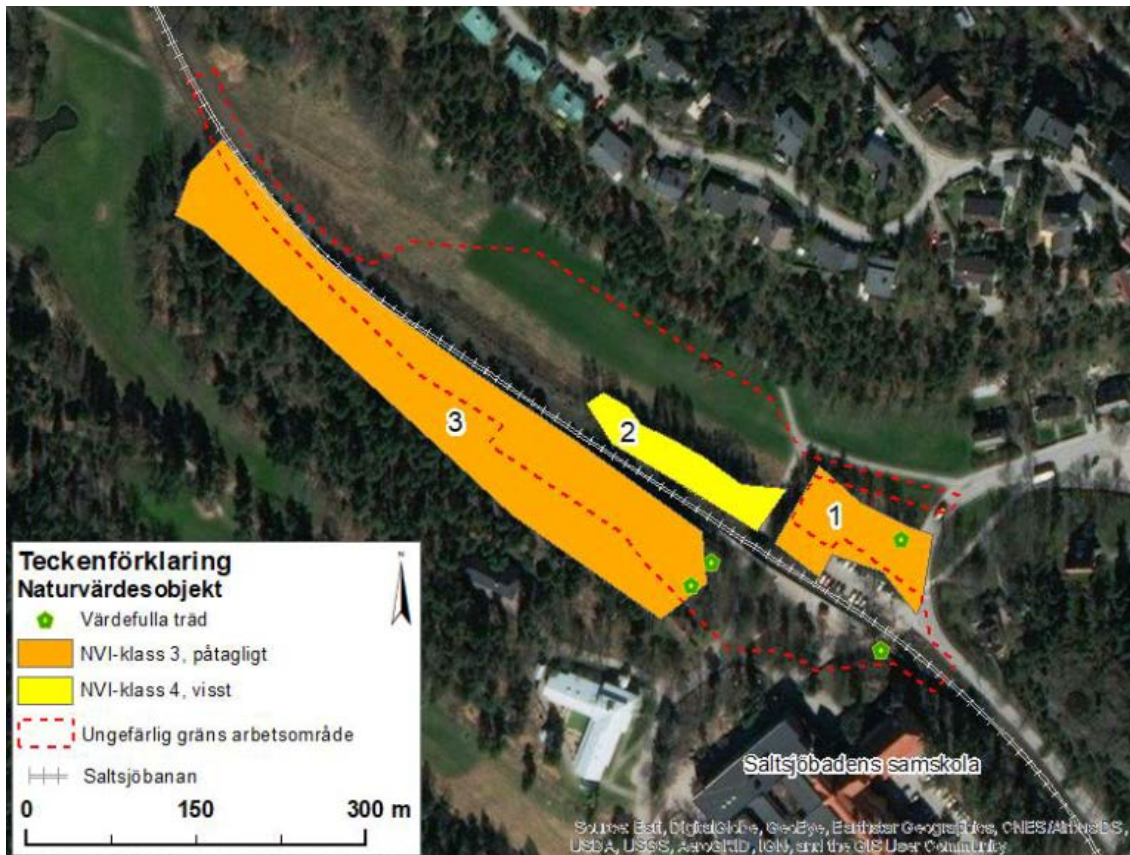 3
2
1
Teckenförklaring
Naturvärdesobjekt
N
Värdefulla träd
NVI-klass 3, påtagligt
NVI-klass 4, visst
Ungefärlig gräns arbetsområde
Saltsjöbanan
0 150 300 m
Saltsjöbadens samskola
Source: Esri, DigitalGlobe, GeoEye, Earthstar Geographics, CNES/Airbus DS,
USDA, USGS, AeroGRID, IGN, and the GIS User Community